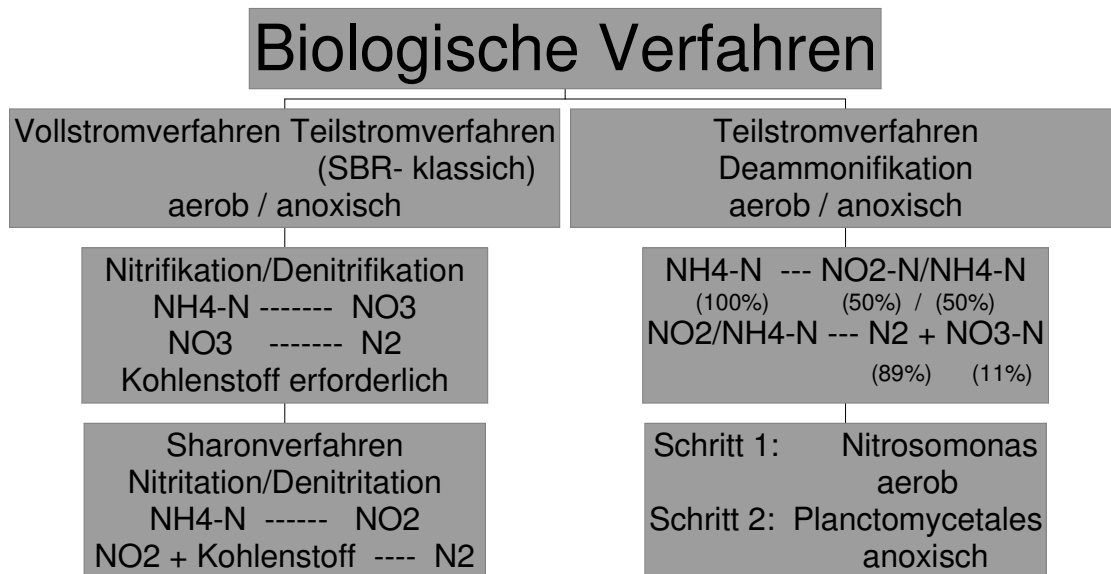 Biologische Verfahren
Vollstromverfahren Teilstromverfahren
(SBR- klassich)
aerob / anoxisch
Nitrifikation/Denitrifikation
NH4-N ------- NO3
NO3 ------- N2
Kohlenstoff erforderlich
Sharonverfahren
Nitritation/Denitritation
NH4-N ------ NO2
NO2 + Kohlenstoff ---- N2
Teilstromverfahren
Deammonifikation
aerob / anoxisch
NH4-N --- NO2-N/NH4-N
(100%) (50%) / (50%)
NO2/NH4-N --- N2 + NO3-N
(89%) (11%)
Schritt 1: Nitrosomonas
aerob
Schritt 2: Planctomycetales
anoxisch